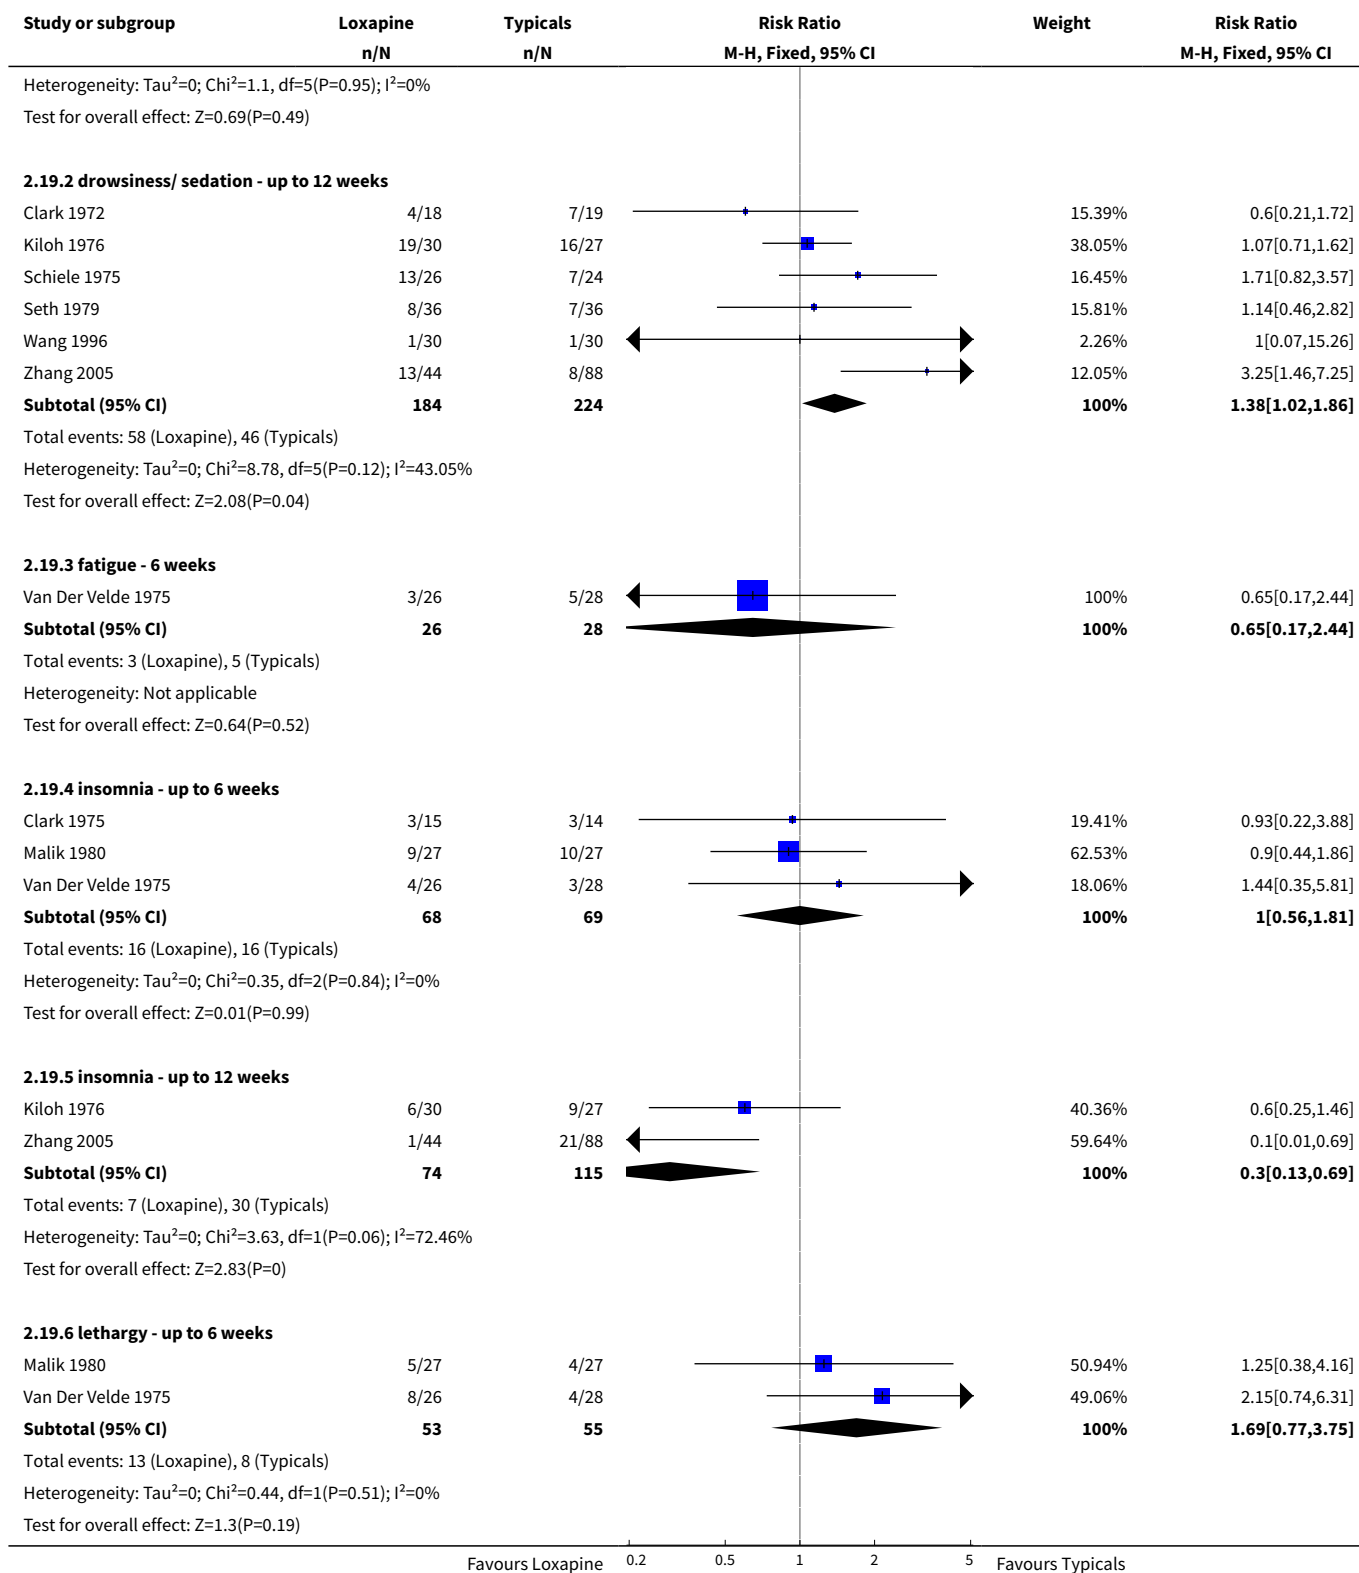 Study or subgroup Loxapine Typicals Risk Ratio Weight Risk Ratio
n/N n/N M-H, Fixed, 95% CI M-H, Fixed, 95% CI
Heterogeneity: Tau²=0; Chi²=1.1, df=5(P=0.95); I²=0%
Test for overall effect: Z=0.69(P=0.49)
2.19.2 drowsiness/ sedation - up to 12 weeks
Clark 1972 4/18 7/19 15.39% 0.6[0.21,1.72]
Kiloh 1976 19/30 16/27 38.05% 1.07[0.71,1.62]
Schiele 1975 13/26 7/24 16.45% 1.71[0.82,3.57]
Seth 1979 8/36 7/36 15.81% 1.14[0.46,2.82]
Wang 1996 1/30 1/30 2.26% 1[0.07,15.26]
Zhang 2005 13/44 8/88 12.05% 3.25[1.46,7.25]
Subtotal (95% CI) 184 224 100% 1.38[1.02,1.86]
Total events: 58 (Loxapine), 46 (Typicals)
Heterogeneity: Tau²=0; Chi²=8.78, df=5(P=0.12); I²=43.05%
Test for overall effect: Z=2.08(P=0.04)
2.19.3 fatigue - 6 weeks
Van Der Velde 1975 3/26 5/28 100% 0.65[0.17,2.44]
Subtotal (95% CI) 26 28 100% 0.65[0.17,2.44]
Total events: 3 (Loxapine), 5 (Typicals)
Heterogeneity: Not applicable
Test for overall effect: Z=0.64(P=0.52)
2.19.4 insomnia - up to 6 weeks
Clark 1975 3/15 3/14 19.41% 0.93[0.22,3.88]
Malik 1980 9/27 10/27 62.53% 0.9[0.44,1.86]
Van Der Velde 1975 4/26 3/28 18.06% 1.44[0.35,5.81]
Subtotal (95% CI) 68 69 100% 1[0.56,1.81]
Total events: 16 (Loxapine), 16 (Typicals)
Heterogeneity: Tau²=0; Chi²=0.35, df=2(P=0.84); I²=0%
Test for overall effect: Z=0.01(P=0.99)
2.19.5 insomnia - up to 12 weeks
Kiloh 1976 6/30 9/27 40.36% 0.6[0.25,1.46]
Zhang 2005 1/44 21/88 59.64% 0.1[0.01,0.69]
Subtotal (95% CI) 74 115 100% 0.3[0.13,0.69]
Total events: 7 (Loxapine), 30 (Typicals)
Heterogeneity: Tau²=0; Chi²=3.63, df=1(P=0.06); I²=72.46%
Test for overall effect: Z=2.83(P=0)
2.19.6 lethargy - up to 6 weeks
Malik 1980 5/27 4/27 50.94% 1.25[0.38,4.16]
Van Der Velde 1975 8/26 4/28 49.06% 2.15[0.74,6.31]
Subtotal (95% CI) 53 55 100% 1.69[0.77,3.75]
Total events: 13 (Loxapine), 8 (Typicals)
Heterogeneity: Tau²=0; Chi²=0.44, df=1(P=0.51); I²=0%
Test for overall effect: Z=1.3(P=0.19)
Favours Loxapine 0.2 0.5 1 2 5 Favours Typicals